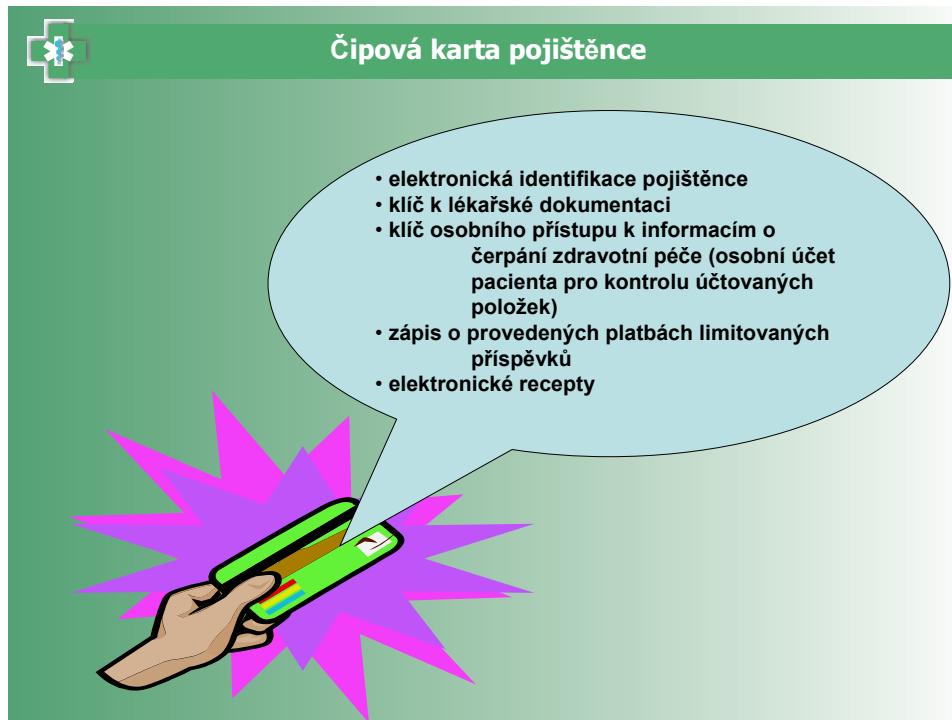 Čipová karta pojištěnce
• elektronická identifikace pojištěnce
• klíč k lékařské dokumentaci
• klíč osobního přístupu k informacím o
čerpání zdravotní péče (osobní účet
pacienta pro kontrolu účtovaných
položek)
• zápis o provedených platbách limitovaných
příspěvků
• elektronické recepty